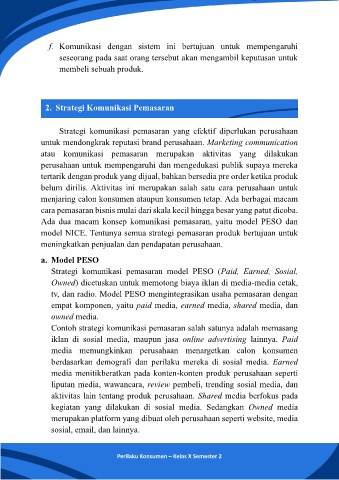 f. Komunikasi dengan sistem ini bertujuan untuk mempengaruhi
seseorang pada saat orang tersebut akan mengambil keputusan untuk
membeli sebuah produk.
2. Strategi Komunikasi Pemasaran
Strategi komunikasi pemasaran yang efektif diperlukan perusahaan
untuk mendongkrak reputasi brand perusahaan. Marketing communication
atau komunikasi pemasaran merupakan aktivitas yang dilakukan
perusahaan untuk mempengaruhi dan mengedukasi publik supaya mereka
tertarik dengan produk yang dijual, bahkan bersedia pre order ketika produk
belum dirilis. Aktivitas ini merupakan salah satu cara perusahaan untuk
menjaring calon konsumen ataupun konsumen tetap. Ada berbagai macam
cara pemasaran bisnis mulai dari skala kecil hingga besar yang patut dicoba.
Ada dua macam konsep komunikasi pemasaran, yaitu model PESO dan
model NICE. Tentunya semua strategi pemasaran produk bertujuan untuk
meningkatkan penjualan dan pendapatan perusahaan.
a. Model PESO
Strategi komunikasi pemasaran model PESO (Paid, Earned, Sosial,
Owned) dicetuskan untuk memotong biaya iklan di media-media cetak,
tv, dan radio. Model PESO mengintegrasikan usaha pemasaran dengan
empat komponen, yaitu paid media, earned media, shared media, dan
owned media.
Contoh strategi komunikasi pemasaran salah satunya adalah memasang
iklan di sosial media, maupun jasa online advertising lainnya. Paid
media memungkinkan perusahaan menargetkan calon konsumen
berdasarkan demografi dan perilaku mereka di sosial media. Earned
media menitikberatkan pada konten-konten produk perusahaan seperti
liputan media, wawancara, review pembeli, trending sosial media, dan
aktivitas lain tentang produk perusahaan. Shared media berfokus pada
kegiatan yang dilakukan di sosial media. Sedangkan Owned media
merupakan platform yang dibuat oleh perusahaan seperti website, media
sosial, email, dan lainnya.
Perilaku Konsumen – Kelas X Semester 2